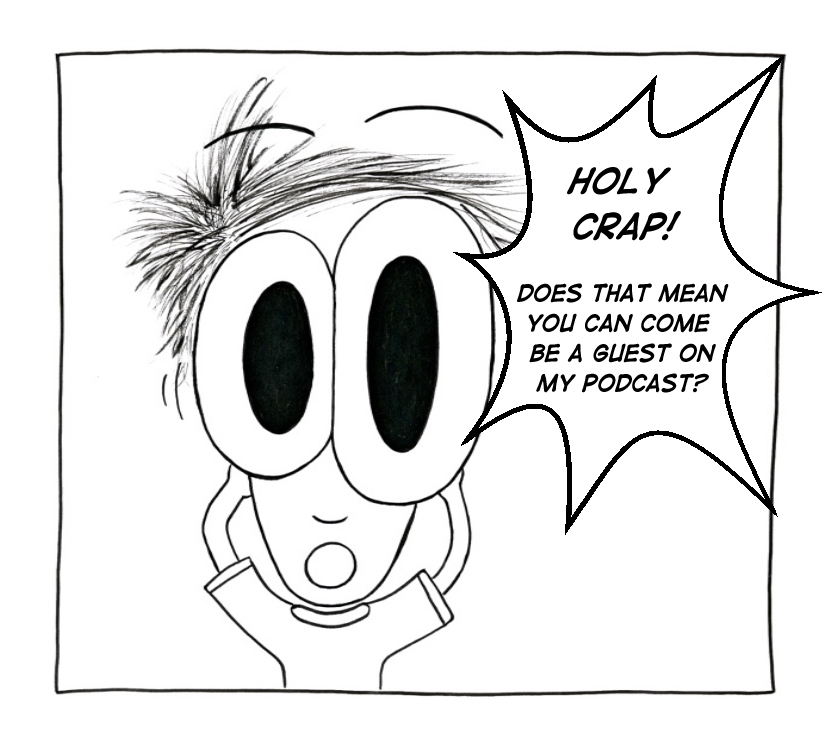 HOLY
CRAP!
DOES THAT MEAN
YOU CAN COME
BE A GUEST ON
MY PODCAST?